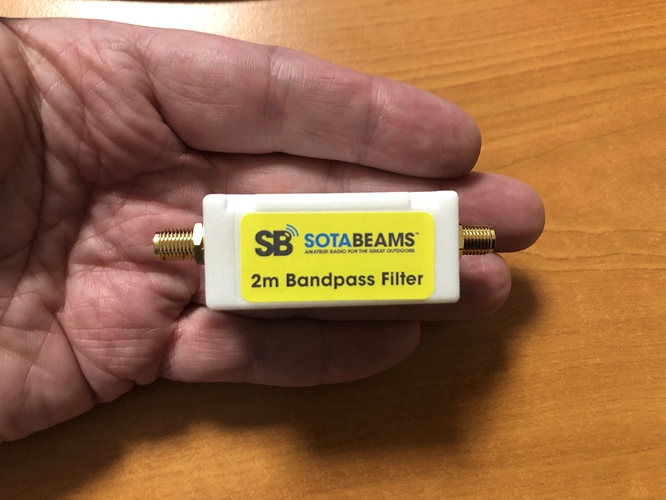 SB SOTABEAMS™
AMATEUR RADIO FOR THE GREAT OUTDOORS
2m Bandpass Filter